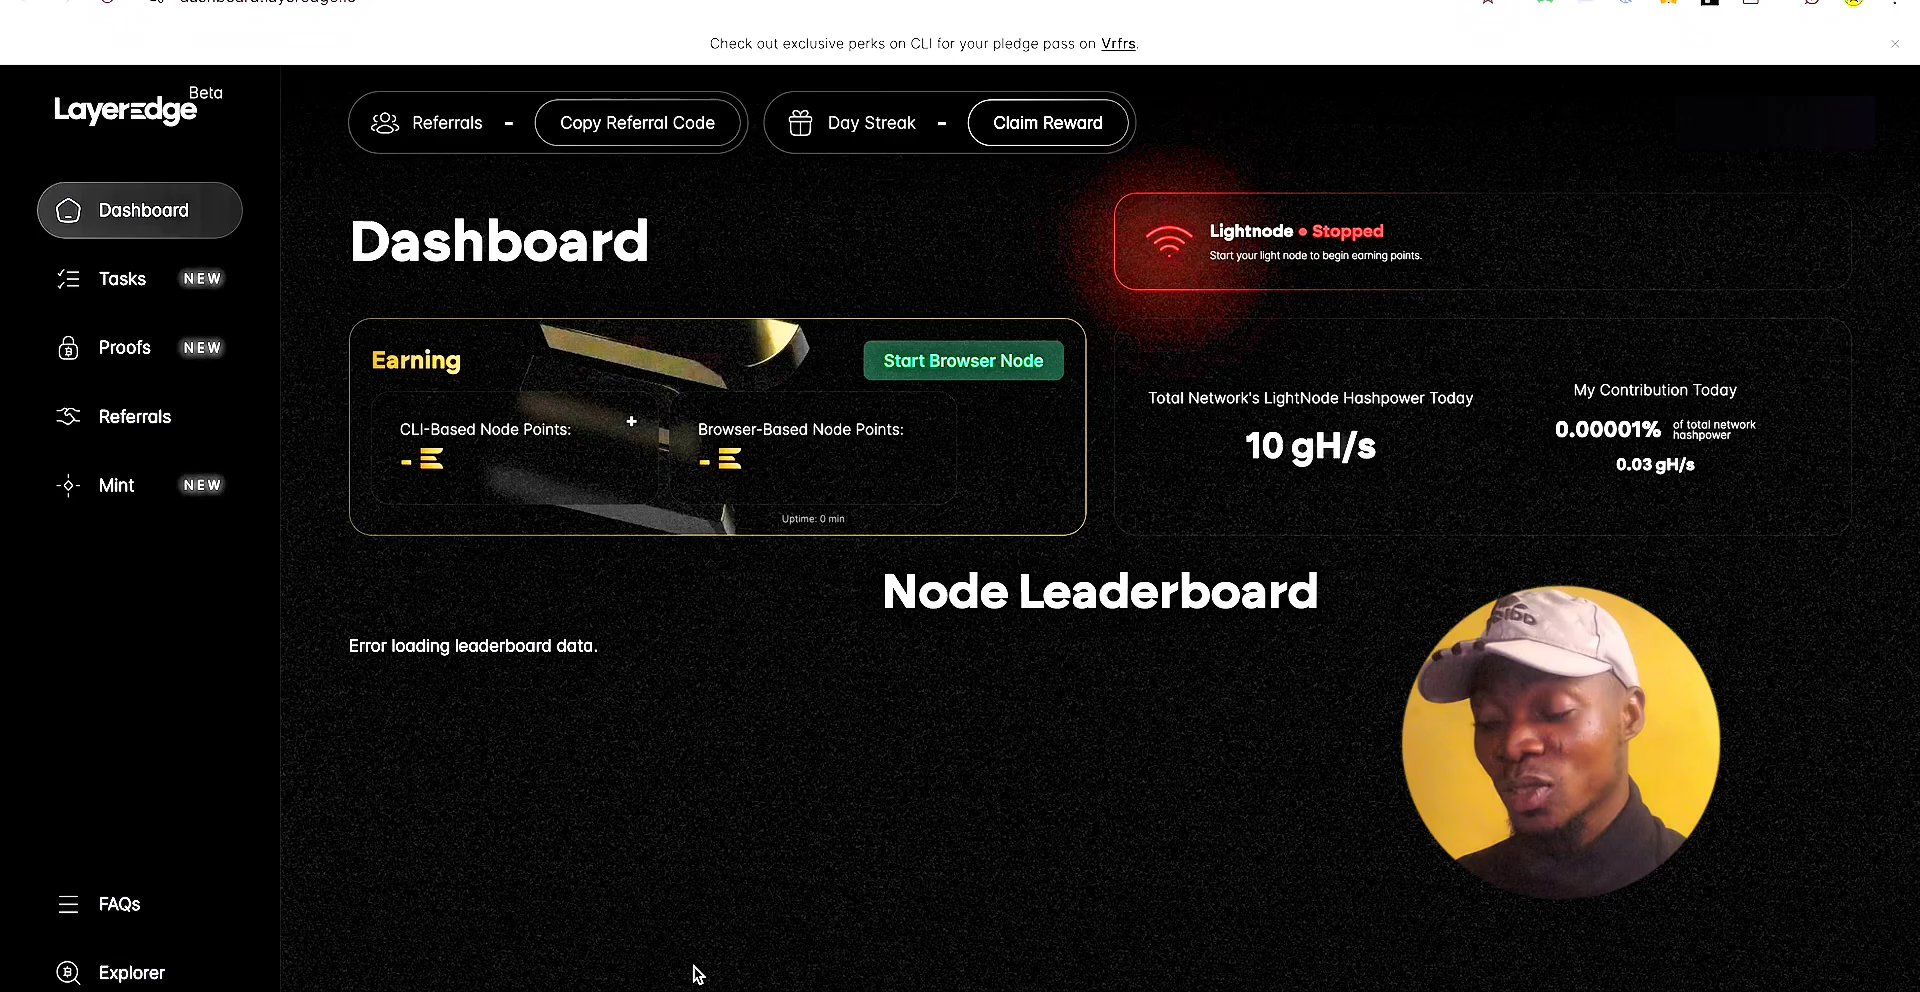 Check out exclusive perks on CLI for your pledge pass on Vrfrs.
LayerEdge
Beta
Referrals - Copy Referral Code
Day Streak - Claim Reward
Dashboard
Tasks NEW
Proofs NEW
Referrals
Mint NEW
FAQs
Explorer
Dashboard
Lightnode • Stopped
Start your light node to begin earning points.
Earning
Start Browser Node
CLI-Based Node Points:
-
+
Browser-Based Node Points:
-
Uptime: 0 min
Total Network's LightNode Hashpower Today
10 gH/s
My Contribution Today
0.00001% of total network
hashpower
0.03 gH/s
Node Leaderboard
Error loading leaderboard data.